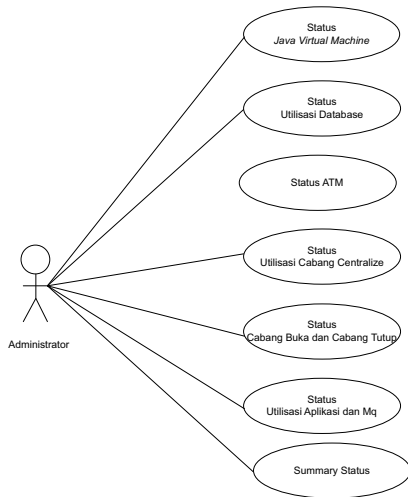 Status
Java Virtual Machine
Status
Utilisasi Database
Status ATM
Status
Utilisi Cabang Centralize
Administrator
Status
Cabang Buka dan Cabang Tutup
Status
Utilisasi Aplikasi dan Mq
Summary Status